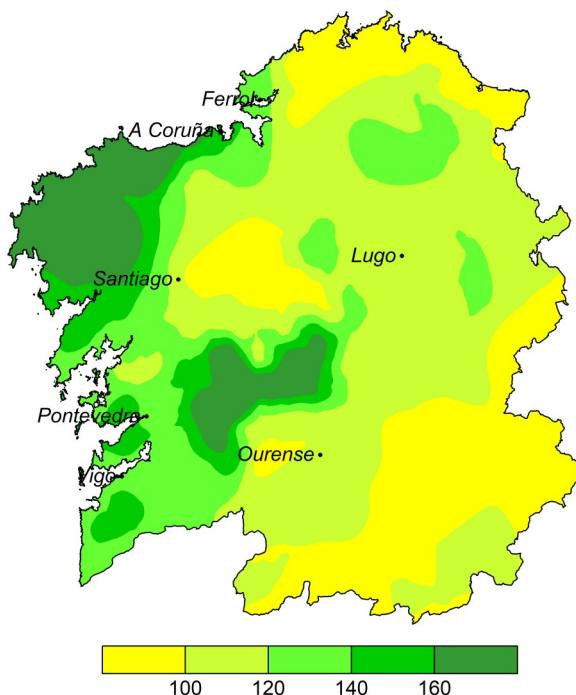 Ferrol
A Coruña
Lugo
Santiago
Pontevedra
Ourense
Vigo
100 120 140 160